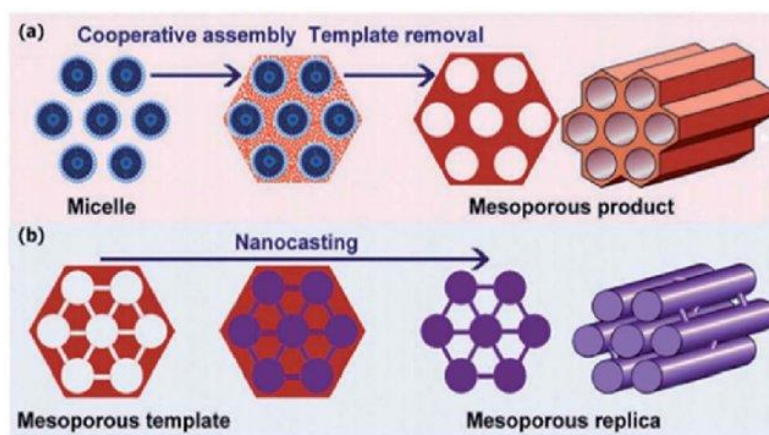 (a)
Cooperative assembly Template removal
Micelle
Mesoporous product
(b)
Nanocasting
Mesoporous template
Mesoporous replica